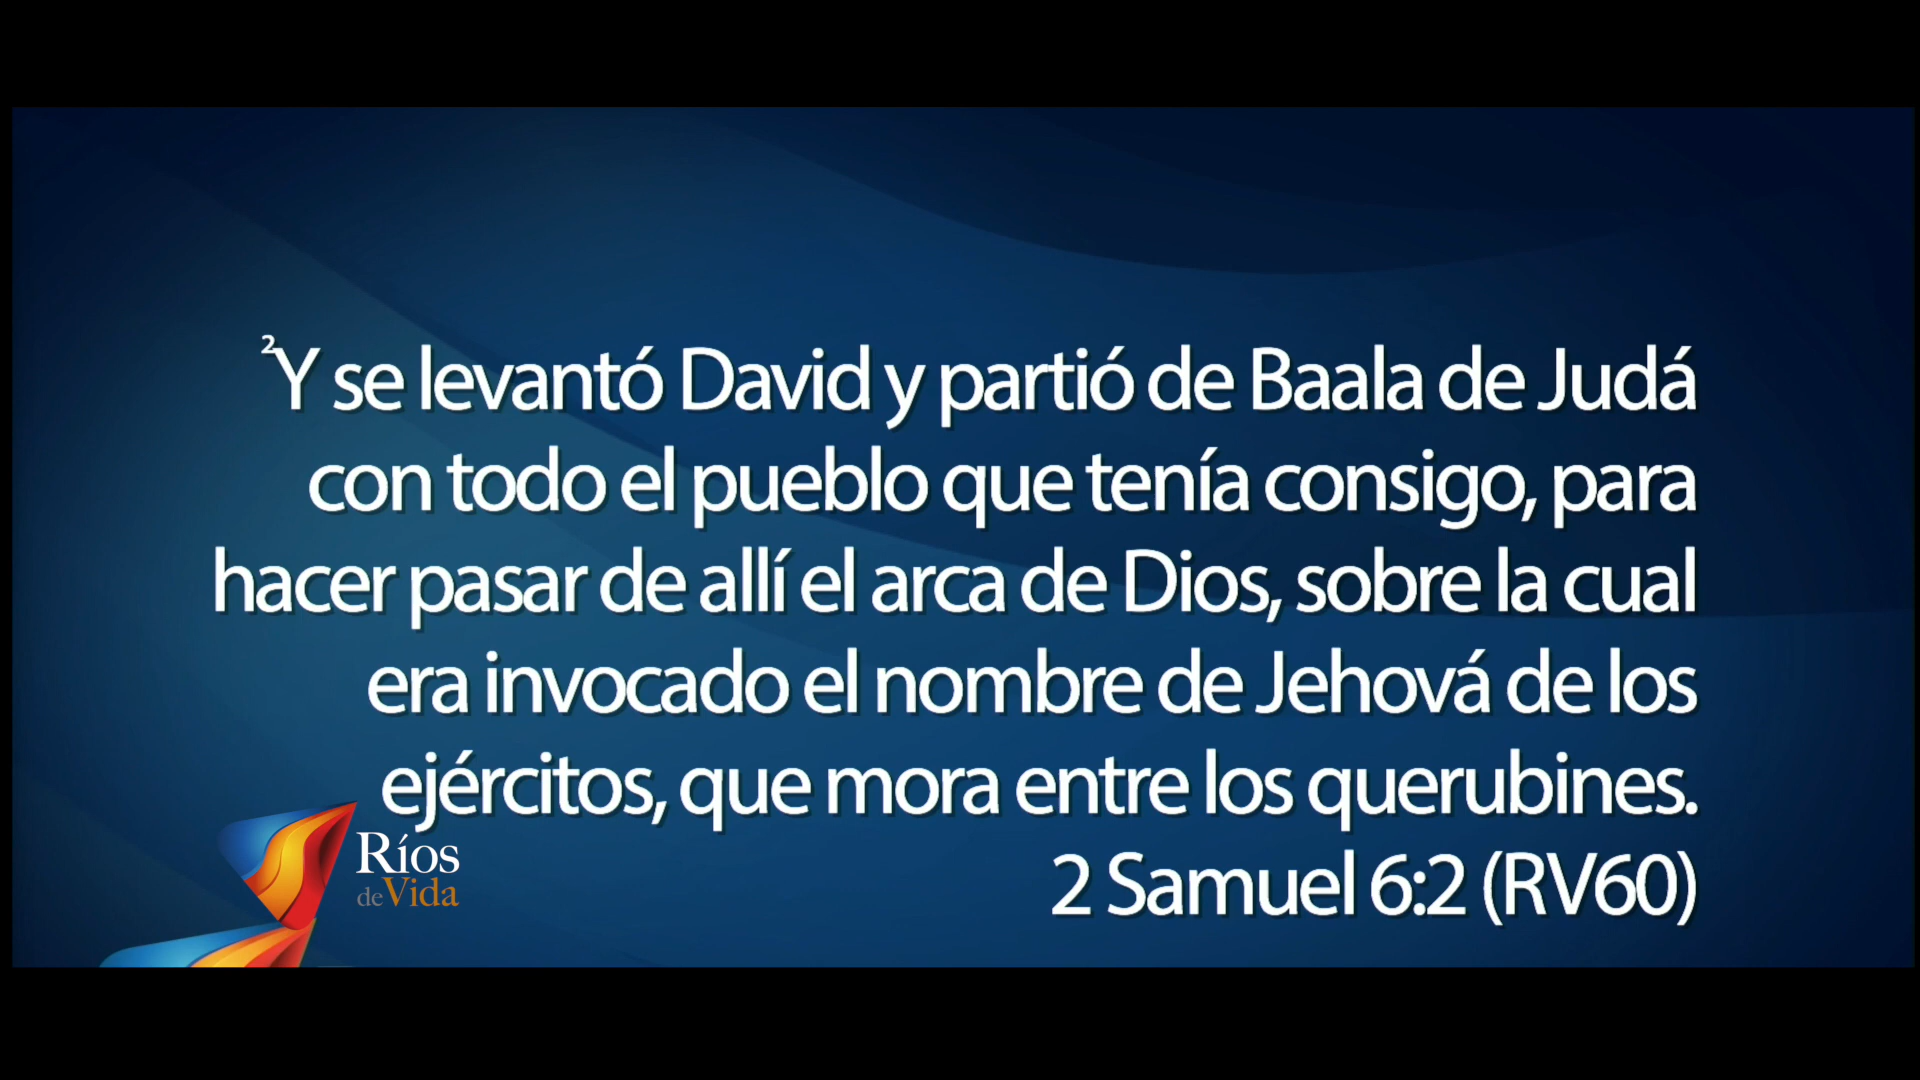 ²Y se levantó David y partió de Baala de Judá
con todo el pueblo que tenía consigo, para
hacer pasar de allí el arca de Dios, sobre la cual
era invocado el nombre de Jehová de los
ejércitos, que mora entre los querubines.
2 Samuel 6:2 (RV60)
Ríos
de Vida